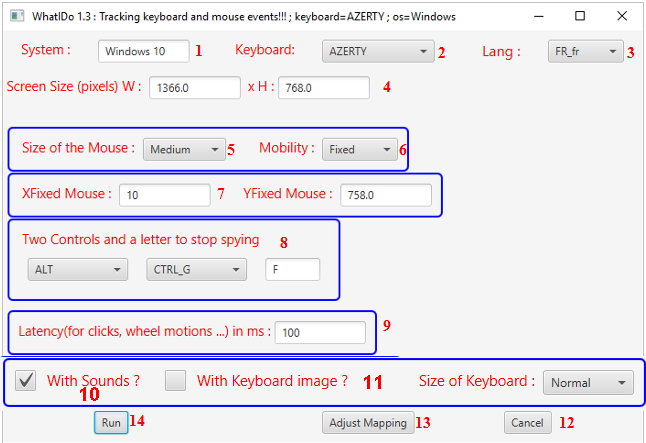 WhatIDo 1.3 : Tracking keyboard and mouse events!!! ; keyboard=AZERTY ; os=Windows
System : Windows 10 1 Keyboard: AZERTY 2 Lang : FR_fr 3
Screen Size (pixels) W : 1366.0 x H : 768.0 4
Size of the Mouse : Medium 5 Mobility : Fixed 6
XFixed Mouse : 10 7 YFixed Mouse : 758.0
Two Controls and a letter to stop spying 8
ALT CTRL_G F
Latency(for clicks, wheel motions ...) in ms : 100 9
With Sounds ? 10 With Keyboard image ? 11 Size of Keyboard : Normal
Run 14 Adjust Mapping 13 Cancel 12